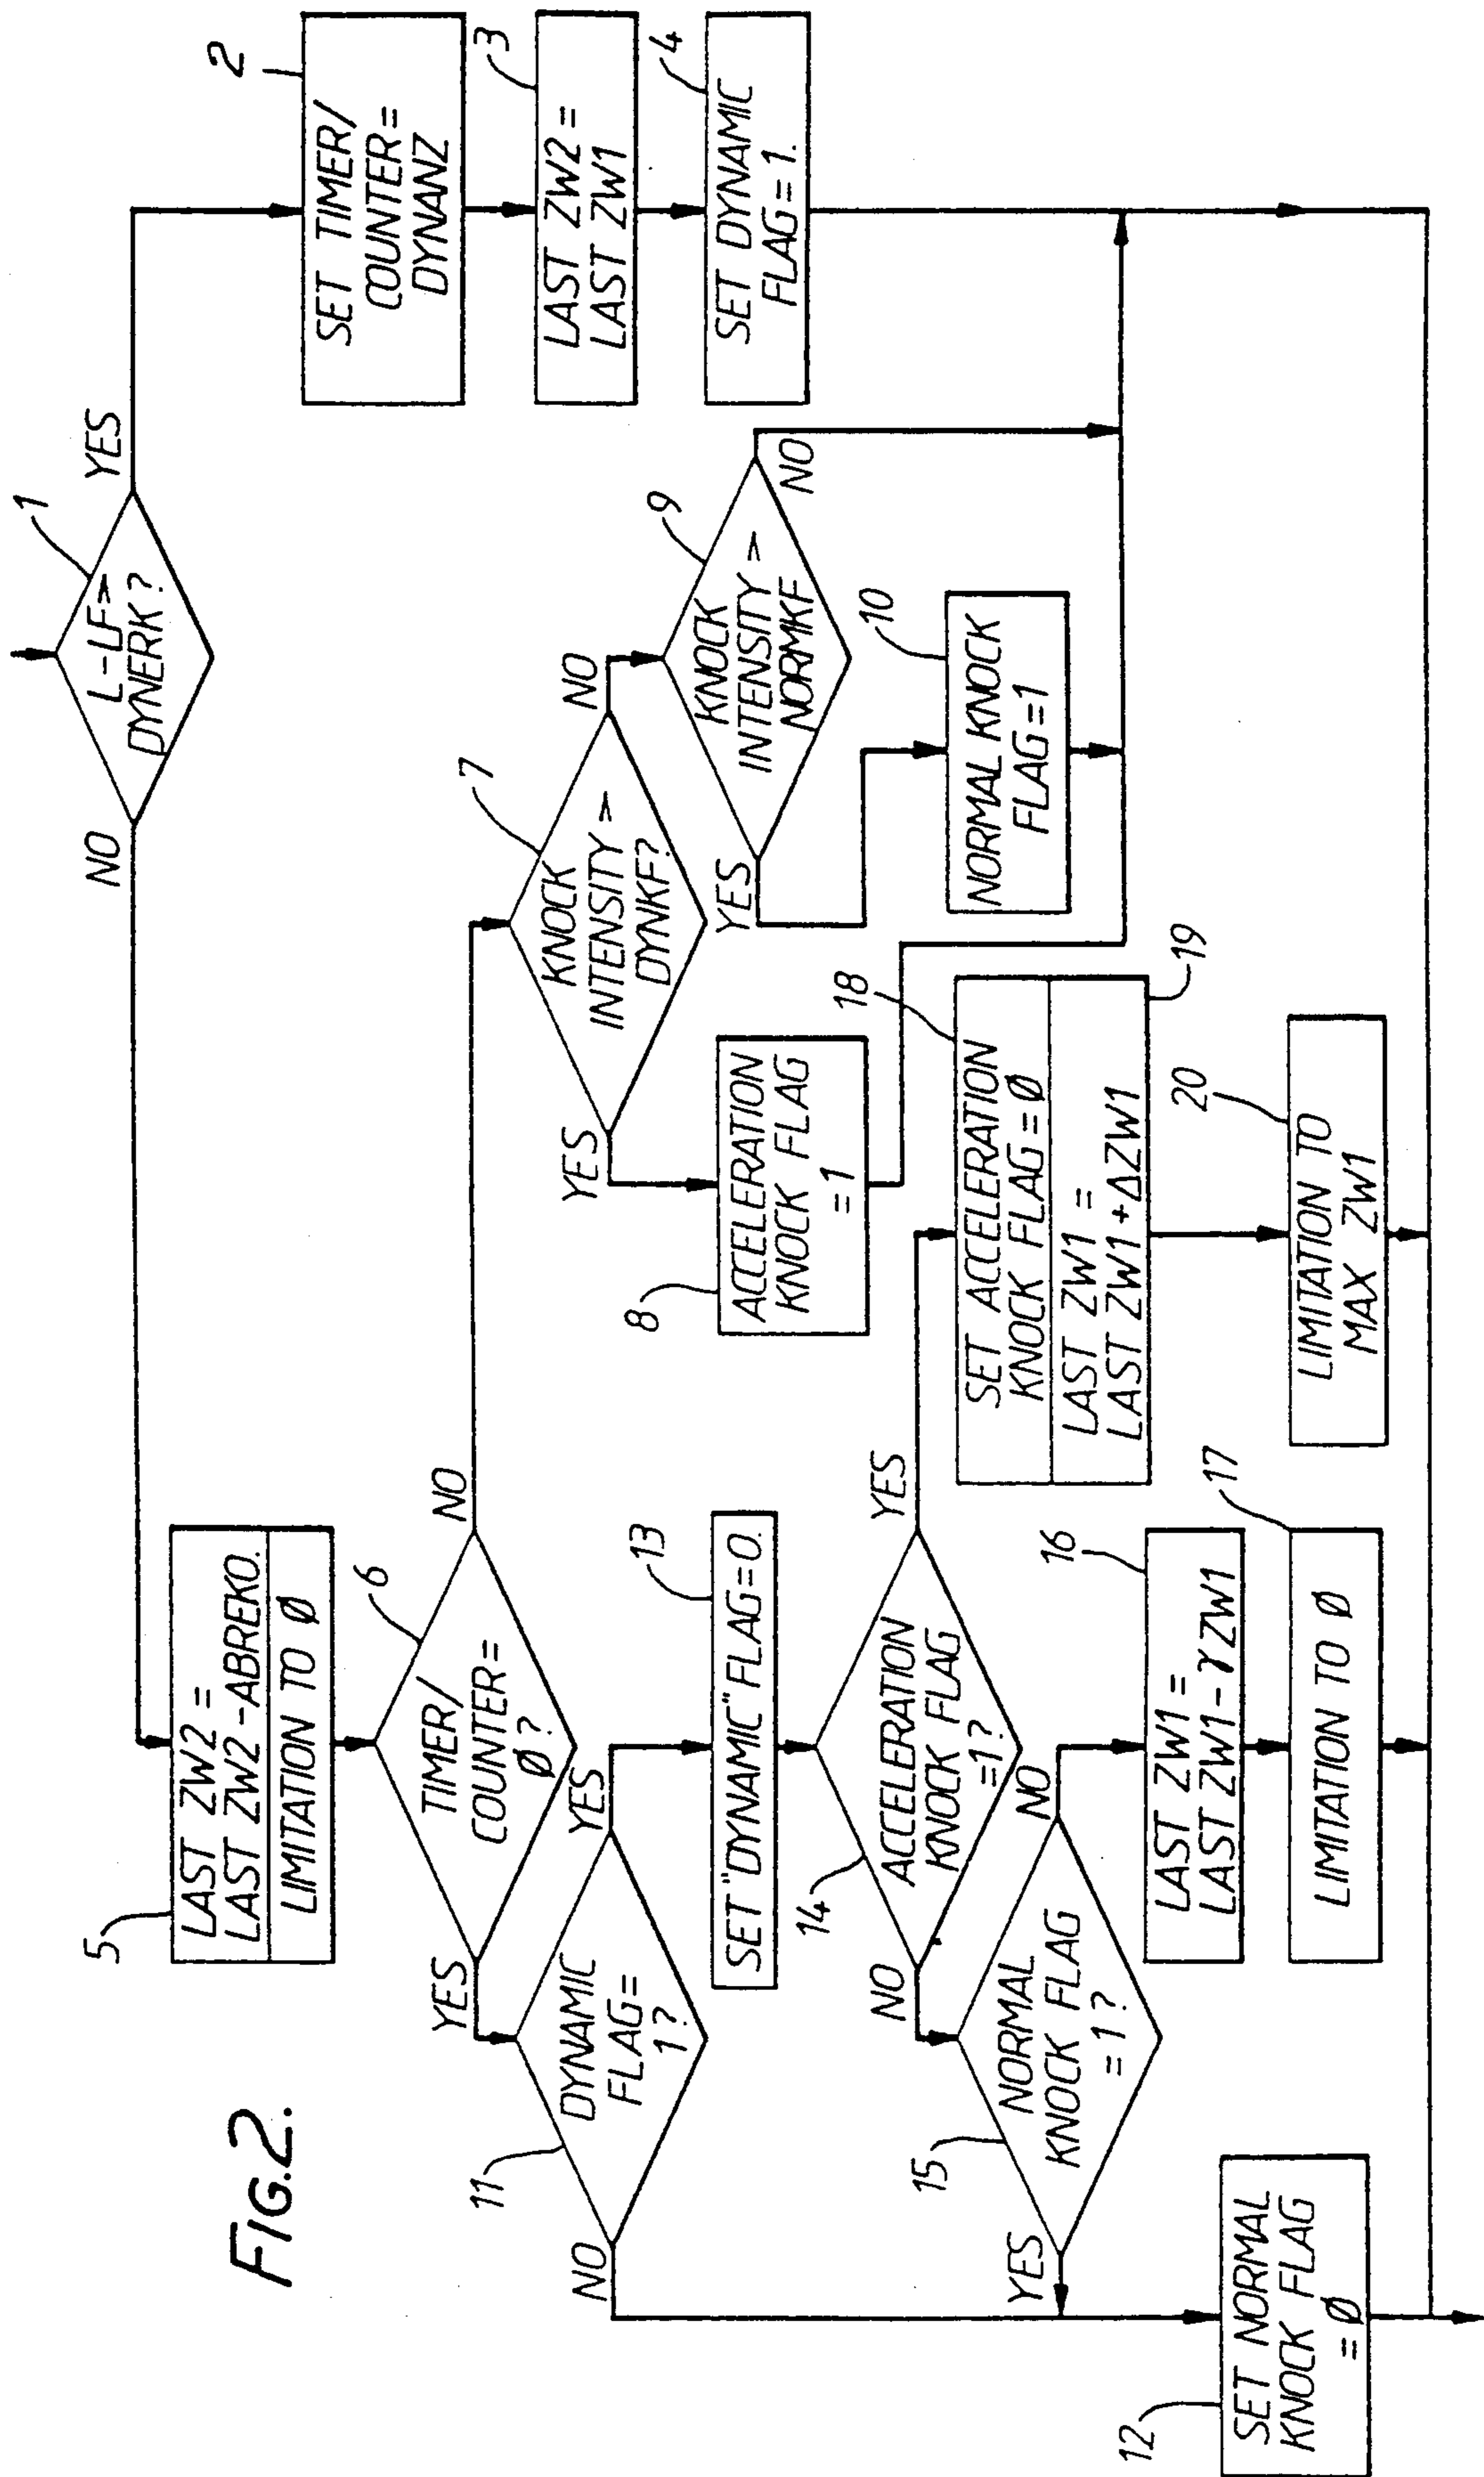 FIG.2.
1
L-LF>
DYNERK?
YES
NO
2
SET TIMER/
COUNTER=
DYNANZ
3
LAST ZW2=
LAST ZW1
4
SET DYNAMIC
FLAG=1.
5
LAST ZW2=
LAST ZW2-ABREKO.
LIMITATION TO Ø
6
TIMER/
COUNTER=
Ø?
YES
NO
7
KNOCK
INTENSITY >
DYNKF?
YES
NO
8
ACCELERATION
KNOCK FLAG
=1
9
KNOCK
INTENSITY >
NORMKF
YES
NO
10
NORMAL KNOCK
FLAG=1
11
DYNAMIC
FLAG=
1?
NO
YES
13
SET "DYNAMIC" FLAG=0.
14
ACCELERATION
KNOCK FLAG
=1?
NO
YES
15
NORMAL
KNOCK FLAG
=1?
YES
NO
12
SET NORMAL
KNOCK FLAG
=Ø
16
LAST ZW1=
LAST ZW1-γZW1
17
LIMITATION TO Ø
18
SET ACCELERATION
KNOCK FLAG=Ø
19
LAST ZW1=
LAST ZW1+ΔZW1
20
LIMITATION TO
MAX ZW1